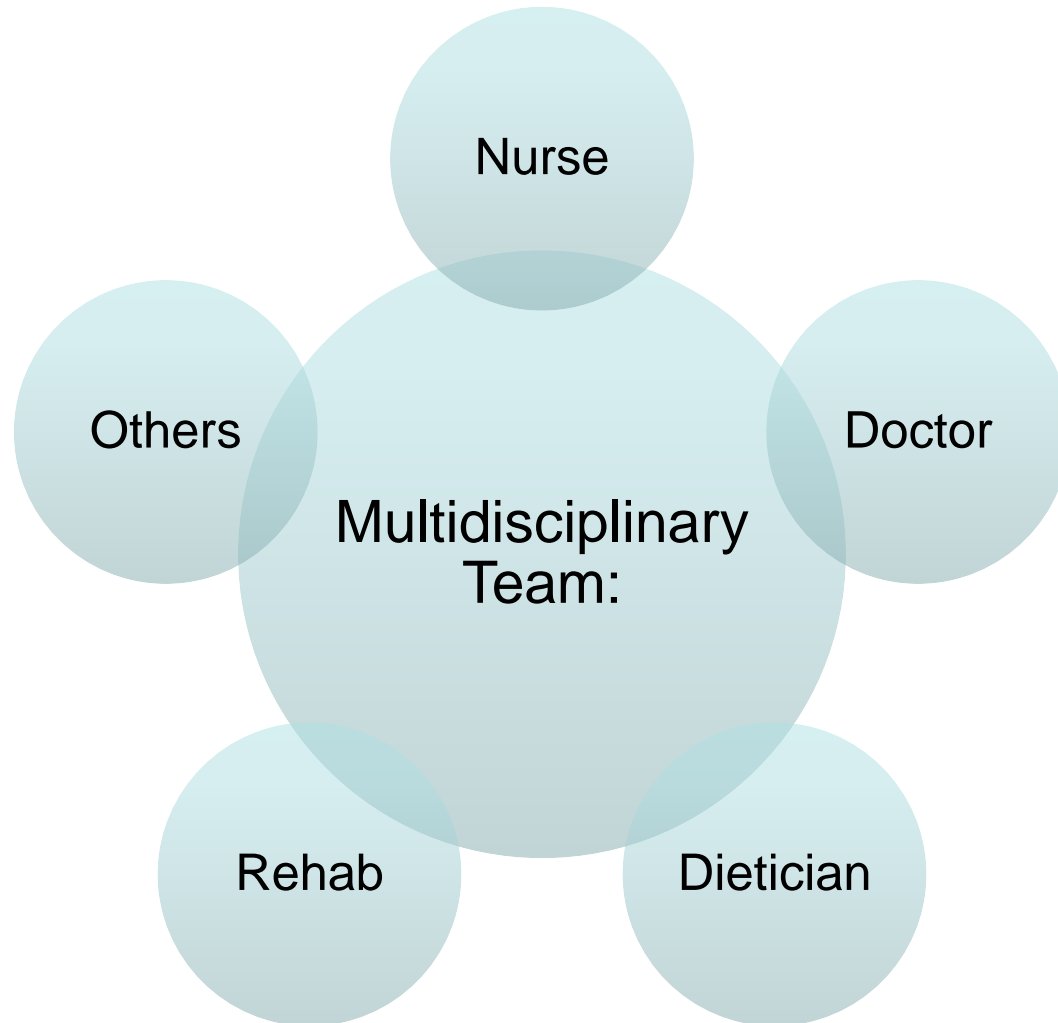 Nurse
Others
Doctor
Multidisciplinary
Team:
Rehab
Dietician